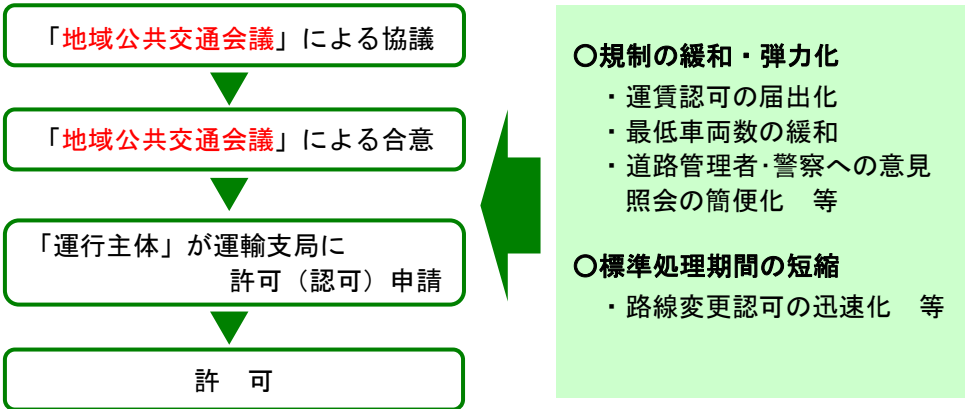 「地域公共交通会議」による協議
「地域公共交通会議」による合意
「運行主体」が運輸支局に
許可（認可）申請
許　可
〇規制の緩和・弾力化
・運賃認可の届出化
・最低車両数の緩和
・道路管理者・警察への意見
照会の簡便化　等
〇標準処理期間の短縮
・路線変更認可の迅速化　等